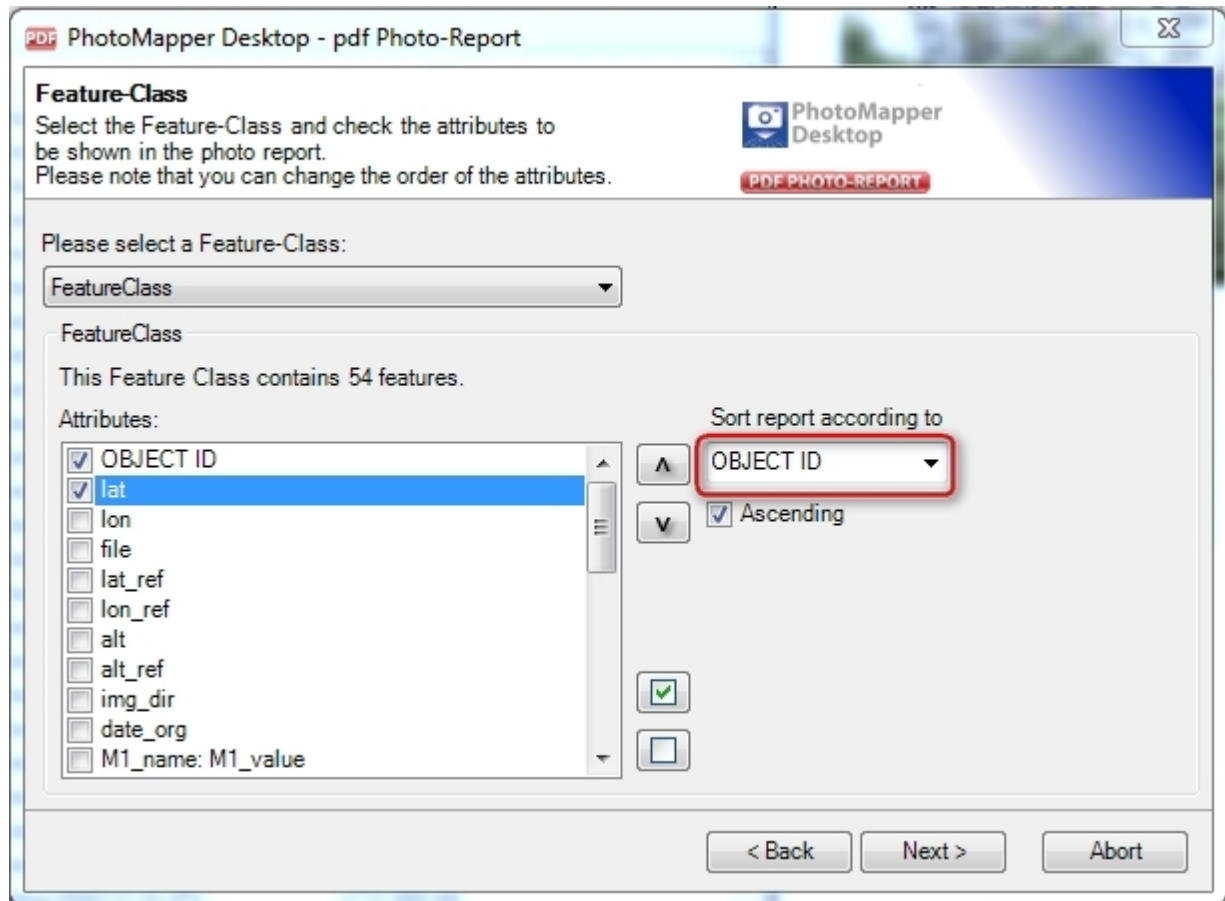 PDF PhotoMapper Desktop - pdf Photo-Report
Feature-Class
Select the Feature-Class and check the attributes to
be shown in the photo report.
Please note that you can change the order of the attributes.
PhotoMapper
Desktop
PDF PHOTO-REPORT
Please select a Feature-Class:
FeatureClass
FeatureClass
This Feature Class contains 54 features.
Attributes:
Sort report according to
OBJECT ID
lat
lon
file
lat_ref
lon_ref
alt
alt_ref
img_dir
date_org
M1_name: M1_value
OBJECT ID
Ascending
< Back
Next >
Abort